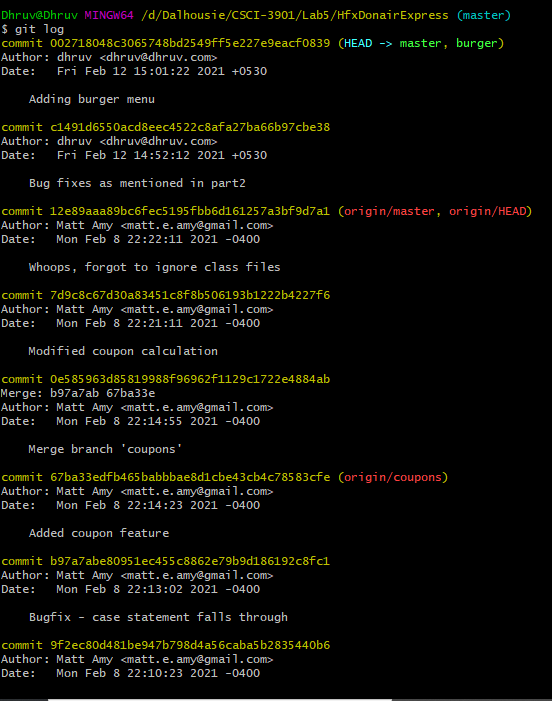 Dhruv@Dhruv MINGW64 /d/Dalhousie/CSCI-3901/Lab5/HfxDonairExpress (master)
$ git log
commit 002718048c3065748bd2549ff5e227e9eacf0839 (HEAD -> master, burger)
Author: dhruv <dhruv@dhruv.com>
Date:   Fri Feb 12 15:01:22 2021 +0530
    Adding burger menu
commit c1491d6550acd8eec4522c8afa27ba66b97cbe38
Author: dhruv <dhruv@dhruv.com>
Date:   Fri Feb 12 14:52:12 2021 +0530
    Bug fixes as mentioned in part2
commit 12e89aaa89bc6fec5195fbb6d161257a3bf9d7a1 (origin/master, origin/HEAD)
Author: Matt Amy <matt.e.amy@gmail.com>
Date:   Mon Feb 8 22:22:11 2021 -0400
    Whoops, forgot to ignore class files
commit 7d9c8c67d30a83451c8f8b506193b1222b4227f6
Author: Matt Amy <matt.e.amy@gmail.com>
Date:   Mon Feb 8 22:21:11 2021 -0400
    Modified coupon calculation
commit 0e585963d85819988f96962f1129c1722e4884ab
Merge: b97a7ab 67ba33e
Author: Matt Amy <matt.e.amy@gmail.com>
Date:   Mon Feb 8 22:14:55 2021 -0400
    Merge branch 'coupons'
commit 67ba33edfb465babbbae8d1cbe43cb4c78583cfe (origin/coupons)
Author: Matt Amy <matt.e.amy@gmail.com>
Date:   Mon Feb 8 22:14:23 2021 -0400
    Added coupon feature
commit b97a7abe80951ec455c8862e79b9d186192c8fc1
Author: Matt Amy <matt.e.amy@gmail.com>
Date:   Mon Feb 8 22:13:02 2021 -0400
    Bugfix - case statement falls through
commit 9f2ec80d481be947b798d4a56caba5b2835440b6
Author: Matt Amy <matt.e.amy@gmail.com>
Date:   Mon Feb 8 22:10:23 2021 -0400